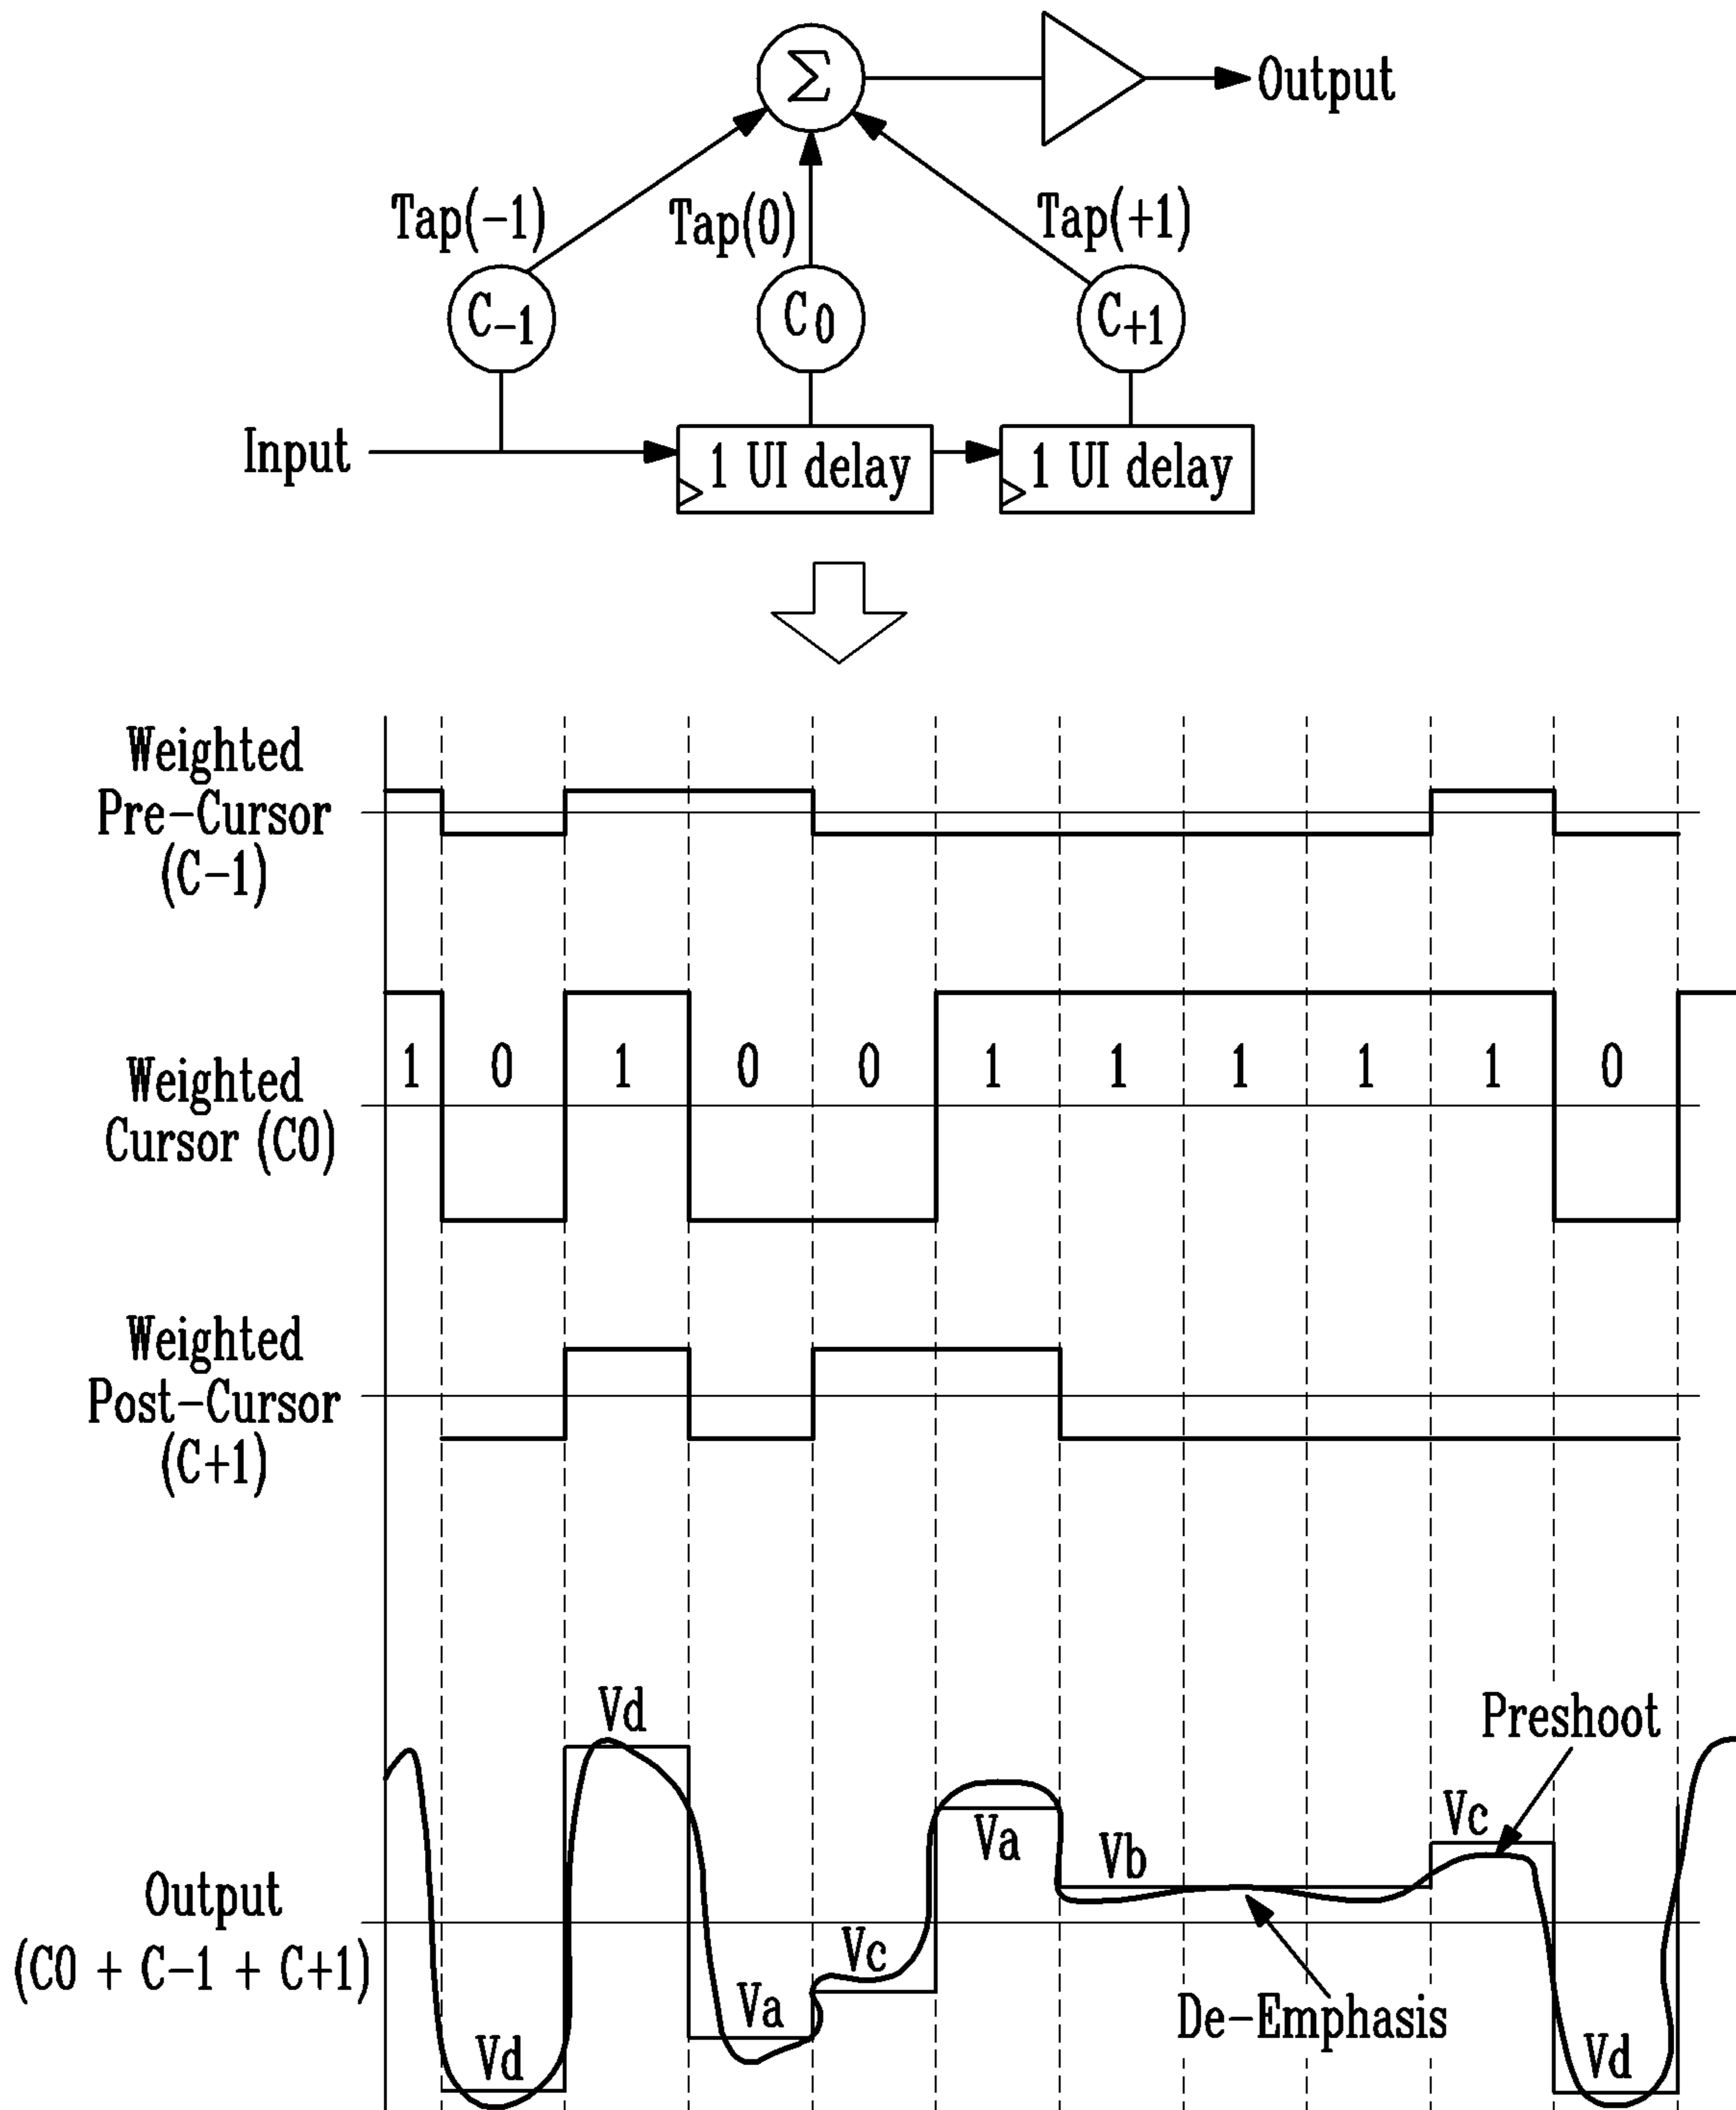 Σ
Output
Tap(-1)
Tap(0)
Tap(+1)
C-1
C0
C+1
Input
1 UI delay
1 UI delay
Weighted
Pre-Cursor
(C-1)
1 0 1 0 0 1 1 1 1 1 0
Weighted
Cursor (C0)
Weighted
Post-Cursor
(C+1)
Vd
Preshoot
Vc
Va
Vb
Output
(C0 + C-1 + C+1)
Vc
Va
De-Emphasis
Vd
Vd